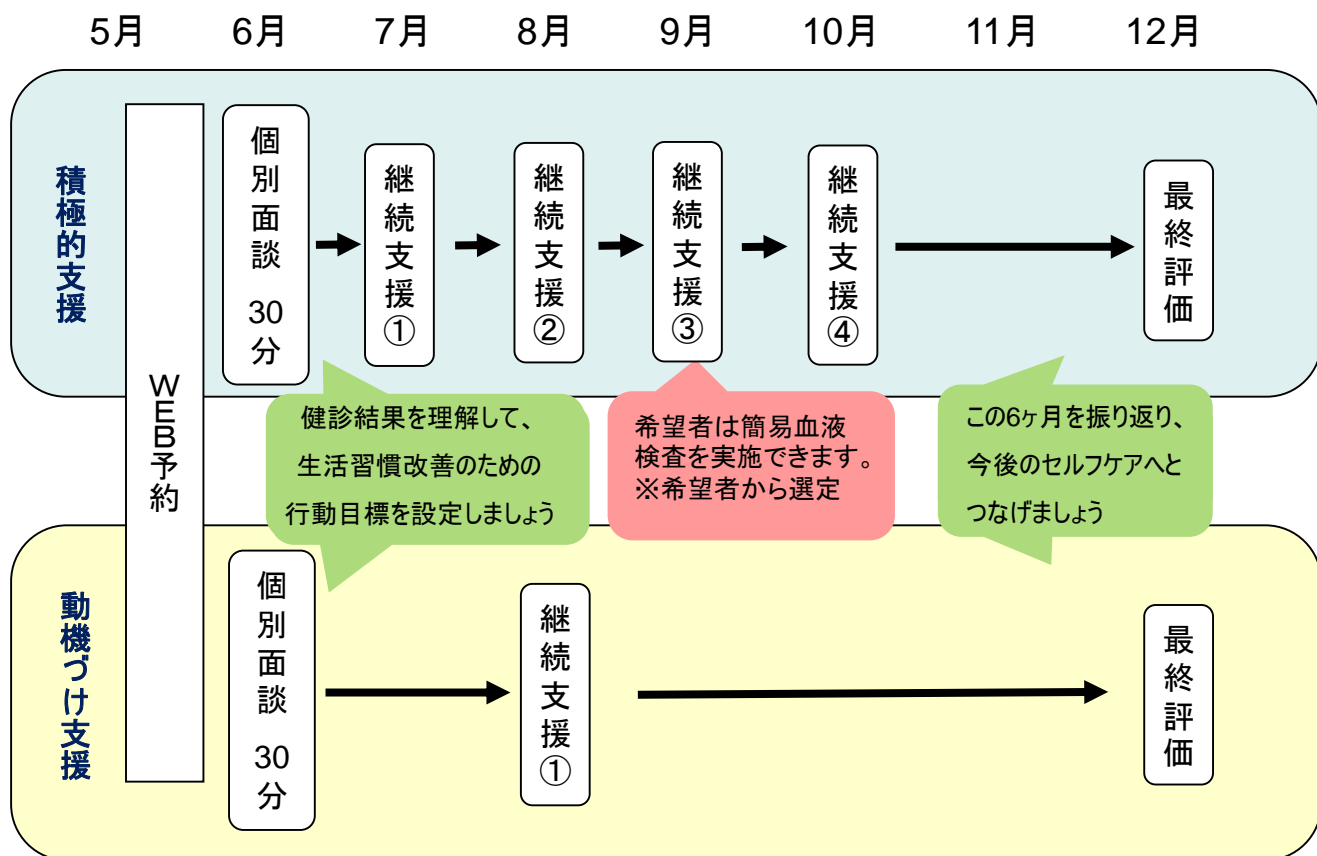 5月 6月 7月 8月 9月 10月 11月 12月
積極的支援
WEB予約
個別面談 30分
継続支援①
継続支援②
継続支援③
継続支援④
最終評価
健診結果を理解して、
生活習慣改善のための
行動目標を設定しましょう
希望者は簡易血液
検査を実施できます。
※希望者から選定
この6ヶ月を振り返り、
今後のセルフケアへと
つなげましょう
動機づけ支援
個別面談 30分
継続支援①
最終評価